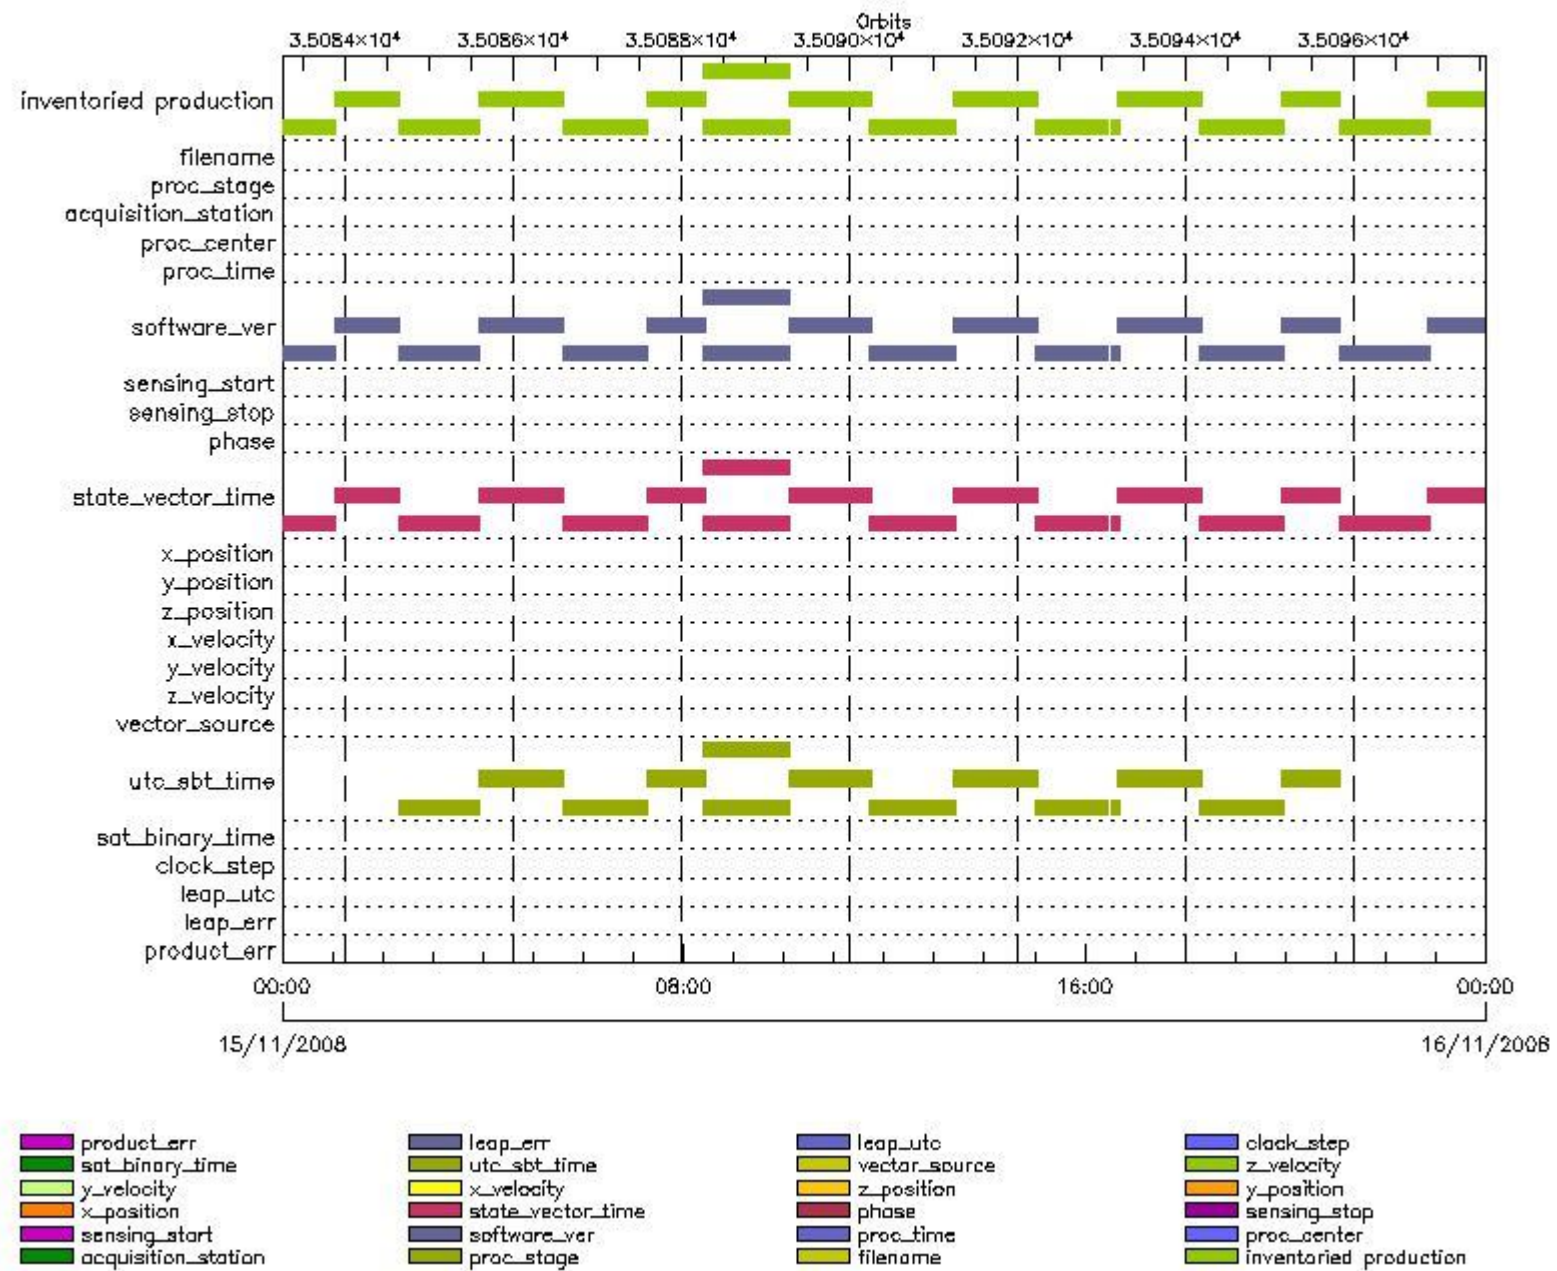 Orbits
3.5084×10⁴ 3.5086×10⁴ 3.5088×10⁴ 3.5090×10⁴ 3.5092×10⁴ 3.5094×10⁴ 3.5096×10⁴
inventoried production
filename
proc_stage
acquisition_station
proc_center
proc_time
software_ver
sensing_start
sensing_stop
phase
state_vector_time
x_position
y_position
z_position
x_velocity
y_velocity
z_velocity
vector_source
utc_sbt_time
sat_binary_time
clock_step
leap_utc
leap_err
product_err
00:00 08:00 16:00 00:00
15/11/2008 16/11/2008
product_err leap_err leap_utc clock_step
sat_binary_time utc_sbt_time vector_source z_velocity
y_velocity x_velocity z_position y_position
x_position state_vector_time phase sensing_stop
sensing_start software_ver proc_time proc_center
acquisition_station proc_stage filename inventoried production